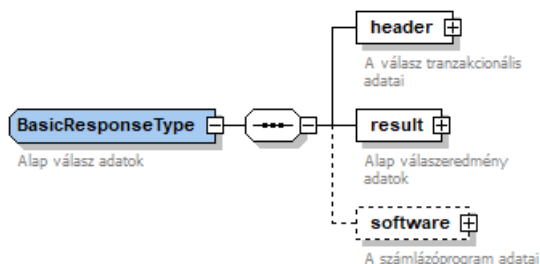 header
A válasz tranzakcionális
adatai
BasicResponseType
Alap válasz adatok
result
Alap válaszeredmény
adatok
software
A számlázóprogram adatai